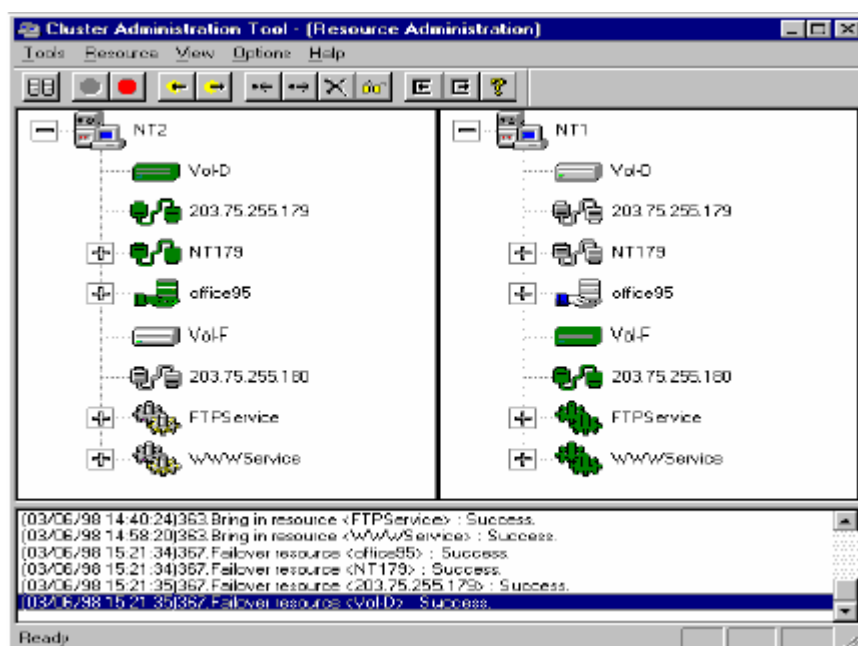 Cluster Administration Tool - [Resource Administration]
Tools Resource View Options Help
NT2
Vol-D
203.75.255.179
NT179
office95
Vol-F
203.75.255.180
FTPService
WWWService
NT1
Vol-D
203.75.255.179
NT179
office95
Vol-F
203.75.255.180
FTPService
WWWService
(03/06/98 14:40:24)363.Bring in resource <FTPService> : Success.
(03/06/98 14:58:20)363.Bring in resource <WWWService> : Success.
(03/06/98 15:21:34)367.Failover resource <office95> : Success.
(03/06/98 15:21:34)367.Failover resource <NT179> : Success.
(03/06/98 15:21:35)367.Failover resource <203.75.255.179> : Success.
(03/06/98 15:21:35)367.Failover resource <Vol-D> : Success.
Ready